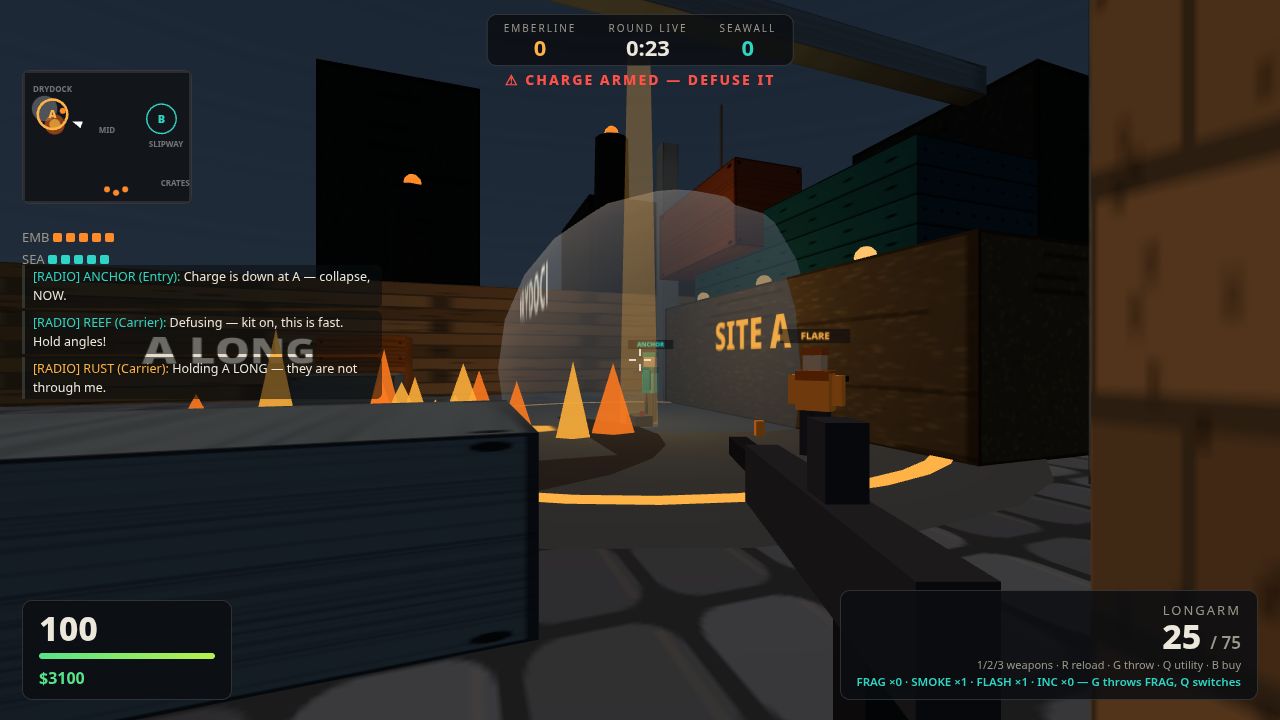 EMBERLINE
ROUND LIVE
SEAWALL
0
0:23
0
⚠ CHARGE ARMED — DEFUSE IT
DRYDOCK
A
B
MID
SLIPWAY
CRATES
EMB
SEA
[RADIO] ANCHOR (Entry): Charge is down at A — collapse,
NOW.
[RADIO] REEF (Carrier): Defusing — kit on, this is fast.
Hold angles!
[RADIO] RUST (Carrier): Holding A LONG — they are not
through me.
A LONG
SITE A
FLARE
ANCHOR
100
$3100
LONGARM
25 / 75
1/2/3 weapons · R reload · G throw · Q utility · B buy
FRAG ×0 · SMOKE ×1 · FLASH ×1 · INC ×0 — G throws FRAG, Q switches